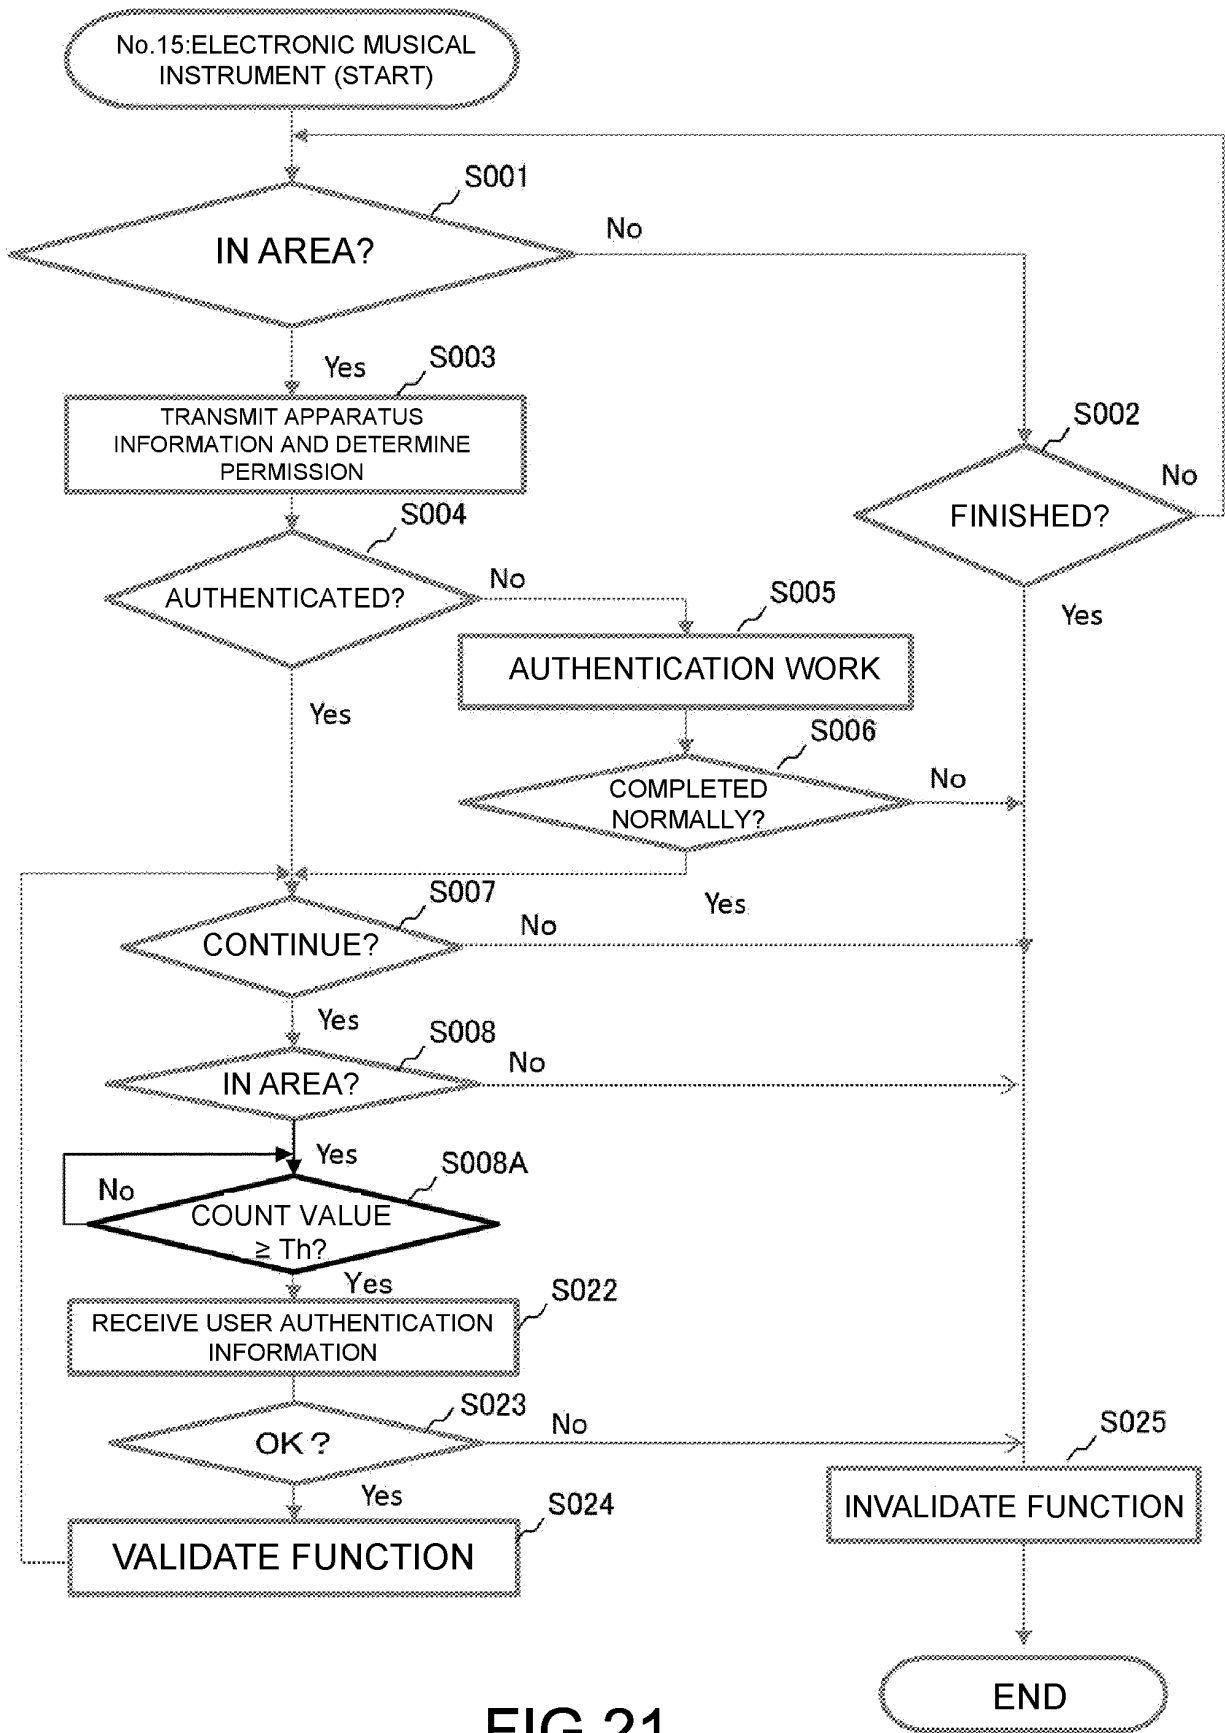 No.15:ELECTRONIC MUSICAL
INSTRUMENT (START)
S001
IN AREA?
No
Yes
S003
TRANSMIT APPARATUS
INFORMATION AND DETERMINE
PERMISSION
S002
FINISHED?
No
Yes
S004
AUTHENTICATED?
No
Yes
S005
AUTHENTICATION WORK
S006
COMPLETED
NORMALLY?
No
Yes
S007
CONTINUE?
No
Yes
S008
IN AREA?
No
Yes
S008A
No
COUNT VALUE
≥ Th?
Yes
S022
RECEIVE USER AUTHENTICATION
INFORMATION
S023
OK?
No
Yes
S024
VALIDATE FUNCTION
S025
INVALIDATE FUNCTION
END
FIG.21